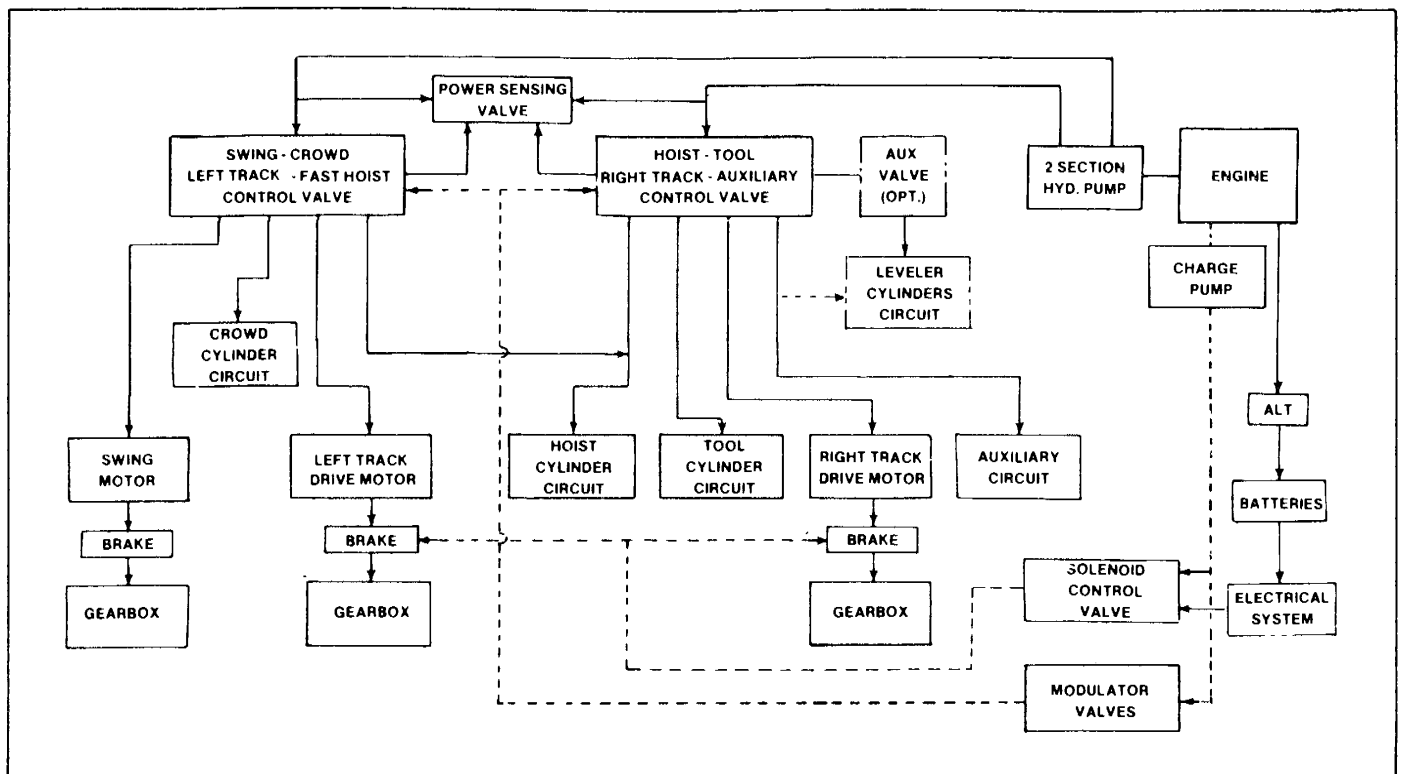 POWER SENSING
VALVE
SWING - CROWD
LEFT TRACK - FAST HOIST
CONTROL VALVE
HOIST - TOOL
RIGHT TRACK - AUXILIARY
CONTROL VALVE
AUX
VALVE
(OPT.)
2 SECTION
HYD. PUMP
ENGINE
CHARGE
PUMP
LEVELER
CYLINDERS
CIRCUIT
CROWD
CYLINDER
CIRCUIT
ALT
SWING
MOTOR
LEFT TRACK
DRIVE MOTOR
HOIST
CYLINDER
CIRCUIT
TOOL
CYLINDER
CIRCUIT
RIGHT TRACK
DRIVE MOTOR
AUXILIARY
CIRCUIT
BATTERIES
BRAKE
BRAKE
BRAKE
GEARBOX
GEARBOX
GEARBOX
SOLENOID
CONTROL
VALVE
ELECTRICAL
SYSTEM
MODULATOR
VALVES